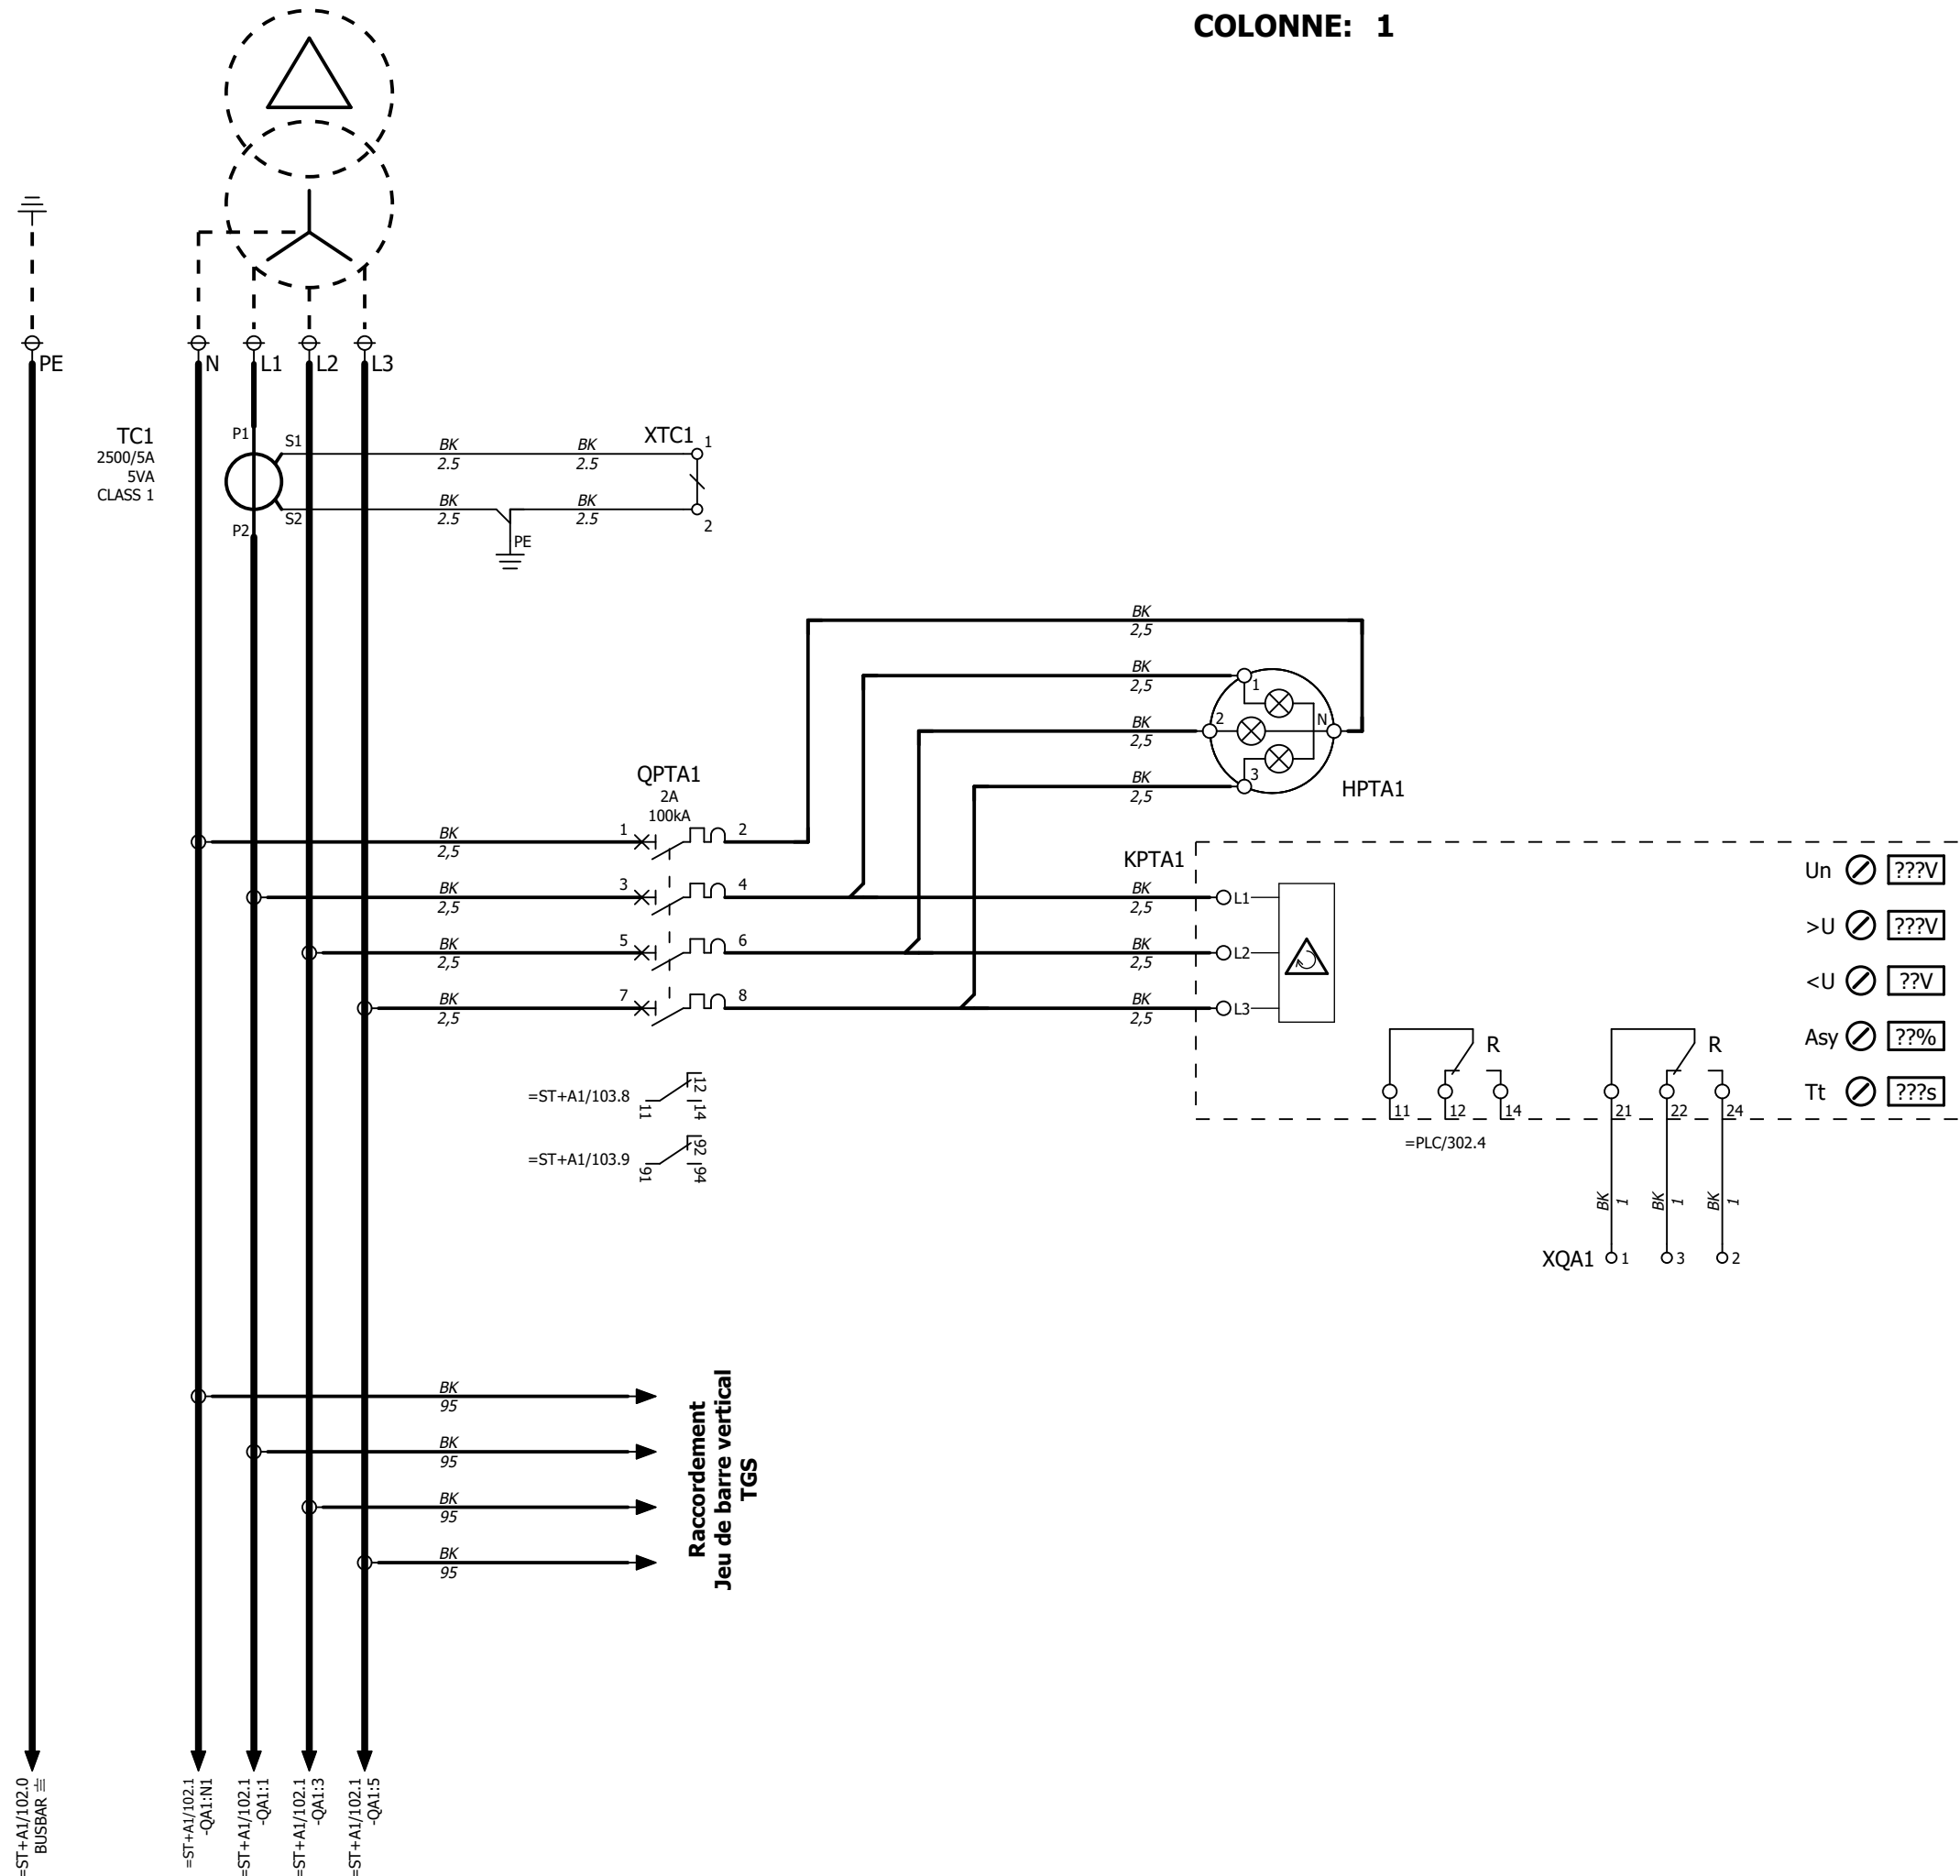 COLONNE: 1
PE
N
L1
L2
L3
TC1
2500/5A
5VA
CLASS 1
P1
S1
S2
P2
BK
2.5
BK
2.5
XTC1
1
BK
2.5
BK
2.5
2
PE
BK
2,5
BK
2,5
BK
2,5
BK
2,5
1
2
3
N
HPTA1
QPTA1
2A
100kA
BK
2,5
1
2
BK
2,5
3
4
BK
2,5
5
6
BK
2,5
7
8
KPTA1
BK
2,5
L1
BK
2,5
L2
BK
2,5
L3
Un ???V
>U ???V
<U ??V
Asy ??%
Tt ???s
R
11
12
14
=PLC/302.4
R
21
22
24
BK
1
BK
1
BK
1
XQA1
1
3
2
=ST+A1/103.8
11
12
14
=ST+A1/103.9
91
92
94
BK
95
BK
95
BK
95
BK
95
Raccordement
Jeu de barre vertical
TGS
=ST+A1/102.0
BUSBAR
=ST+A1/102.1
-QA1:N1
=ST+A1/102.1
-QA1:1
=ST+A1/102.1
-QA1:3
=ST+A1/102.1
-QA1:5